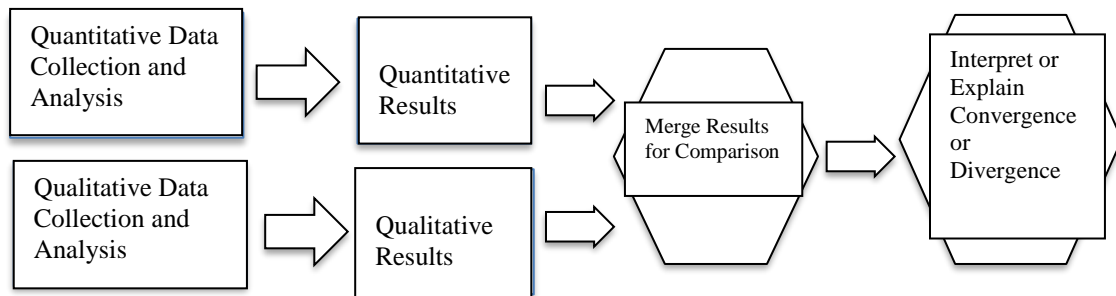 Quantitative Data
Collection and
Analysis
Quantitative
Results
Qualitative Data
Collection and
Analysis
Qualitative
Results
Merge Results
for Comparison
Interpret or
Explain
Convergence
or
Divergence